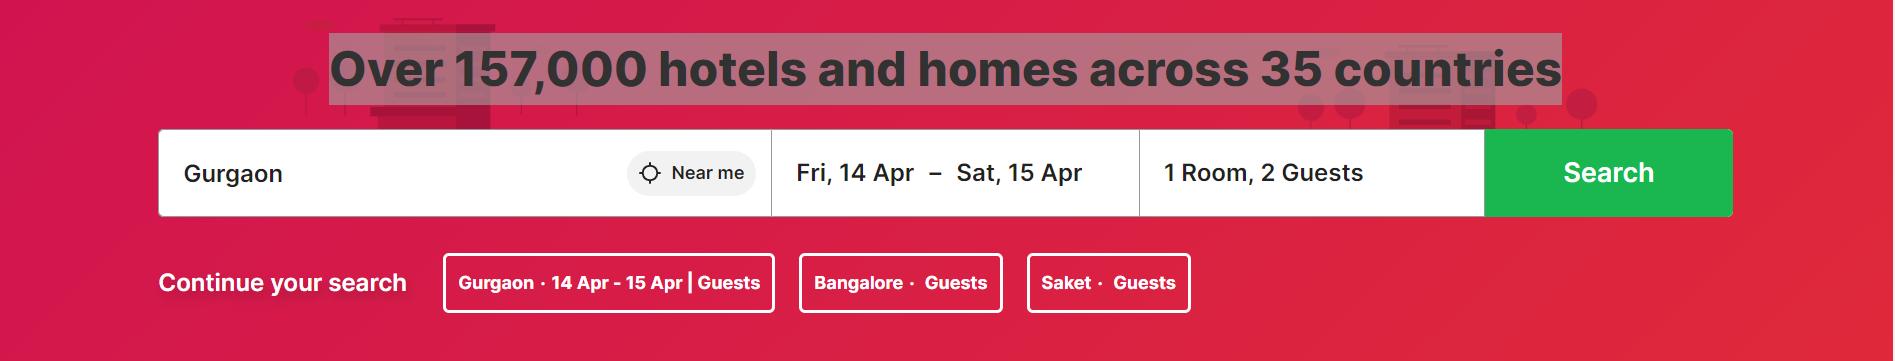 Over 157,000 hotels and homes across 35 countries
Gurgaon Near me Fri, 14 Apr – Sat, 15 Apr 1 Room, 2 Guests Search
Continue your search Gurgaon · 14 Apr - 15 Apr | Guests Bangalore · Guests Saket · Guests